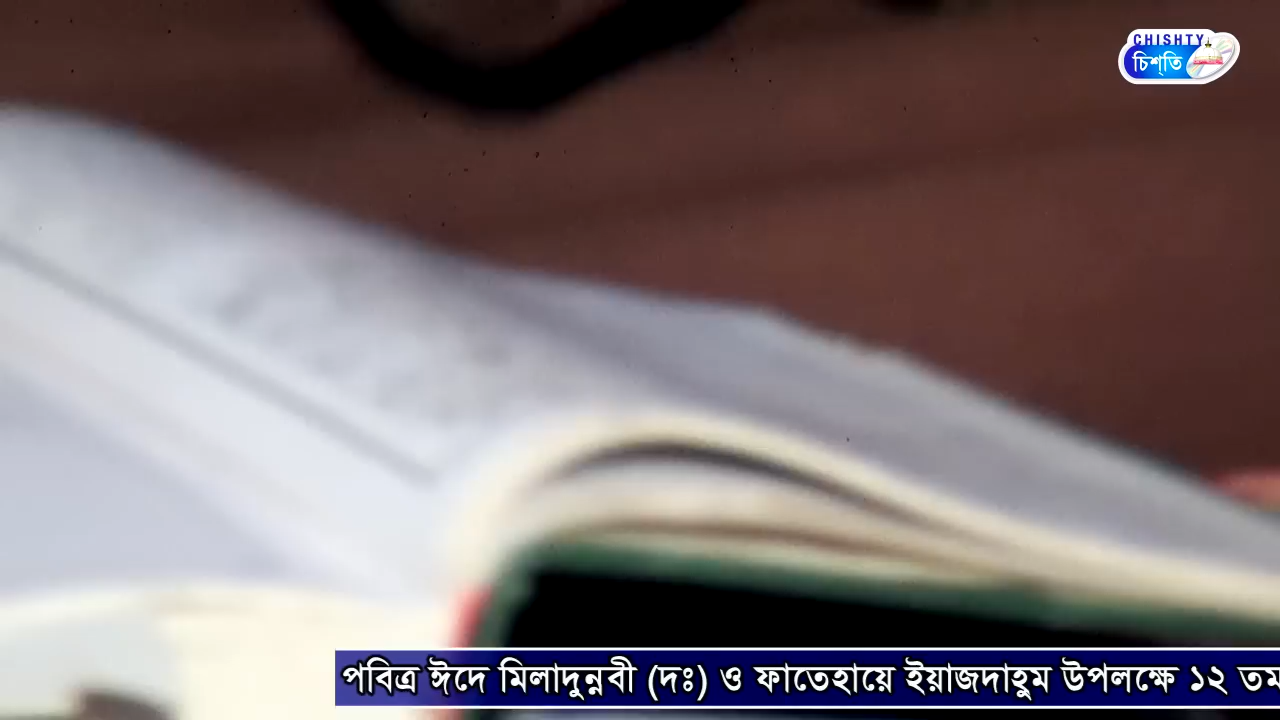 CHISHTY
চিশ্‌তি
পবিত্র ঈদে মিলাদুন্নবী (দঃ) ও ফাতেহায়ে ইয়াজদাহুম উপলক্ষে ১২ তম